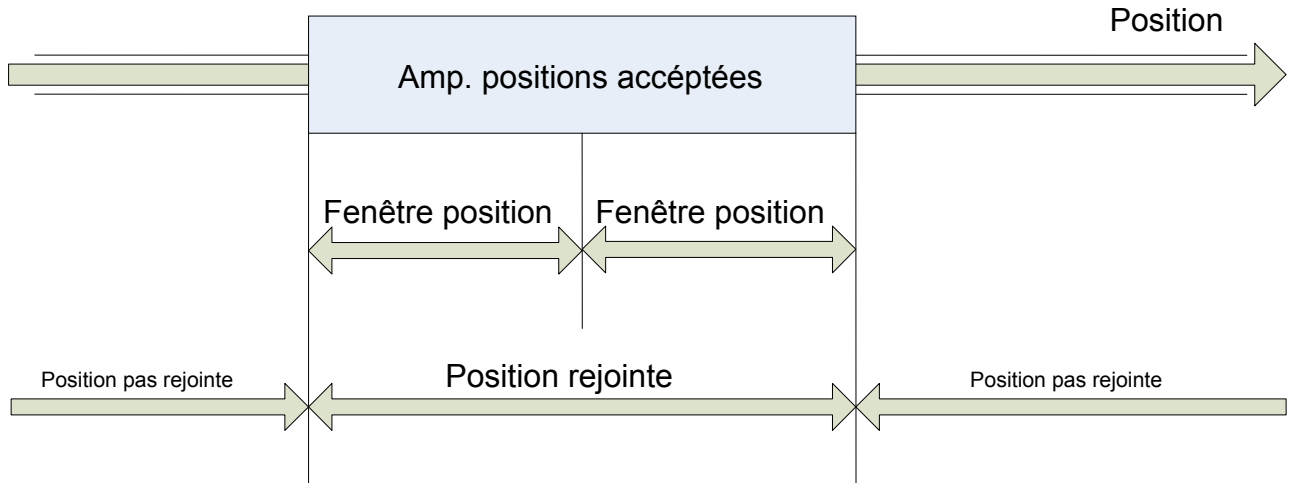 Position
Amp. positions accéptées
Fenêtre position
Fenêtre position
Position pas rejointe
Position rejointe
Position pas rejointe